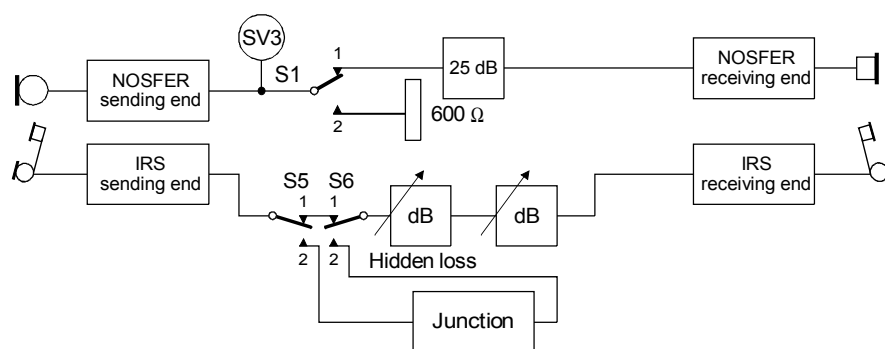 SV3
S1
1
2
NOSFER
sending end
25 dB
600 Ω
NOSFER
receiving end
IRS
sending end
S5 S6
1 1
2 2
dB
dB
Hidden loss
IRS
receiving end
Junction